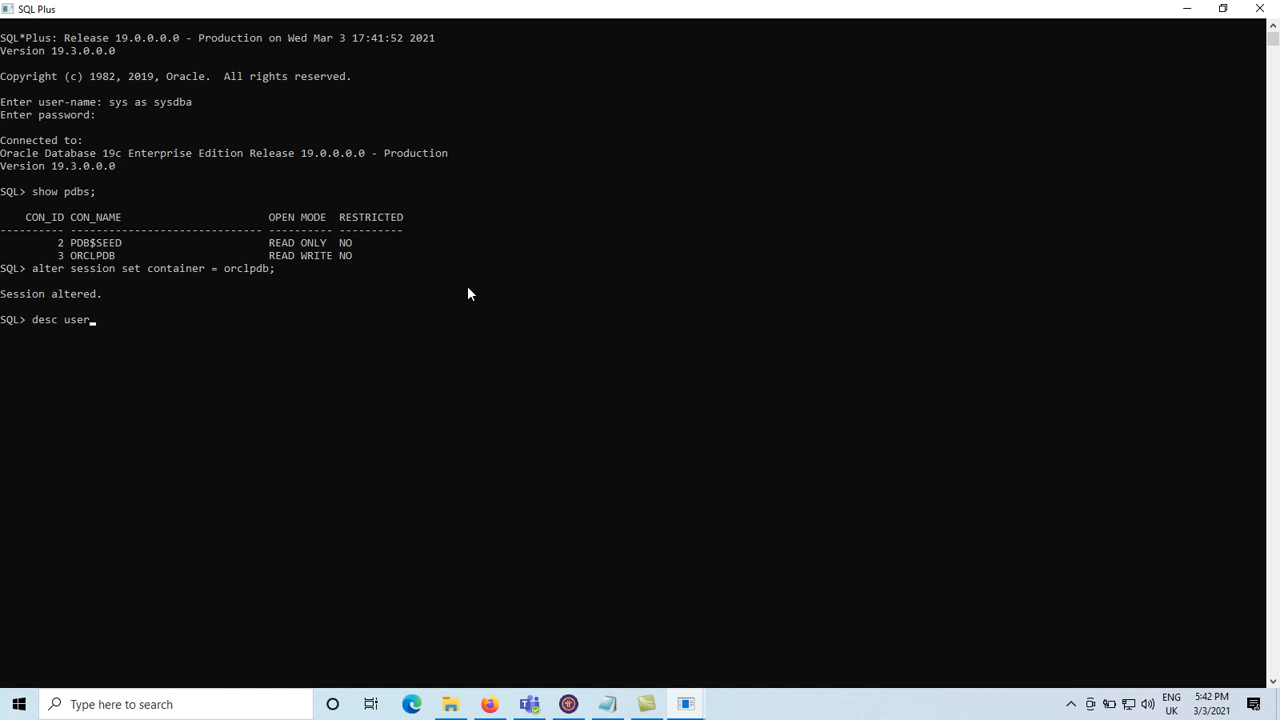 SQL Plus
SQL*Plus: Release 19.0.0.0.0 - Production on Wed Mar 3 17:41:52 2021
Version 19.3.0.0.0
Copyright (c) 1982, 2019, Oracle.  All rights reserved.
Enter user-name: sys as sysdba
Enter password:
Connected to:
Oracle Database 19c Enterprise Edition Release 19.0.0.0.0 - Production
Version 19.3.0.0.0
SQL> show pdbs;
    CON_ID CON_NAME                       OPEN MODE  RESTRICTED
---------- ------------------------------ ---------- ----------
         2 PDB$SEED                       READ ONLY  NO
         3 ORCLPDB                        READ WRITE NO
SQL> alter session set container = orclpdb;
Session altered.
SQL> desc user
Type here to search
ENG 5:42 PM
UK 3/3/2021